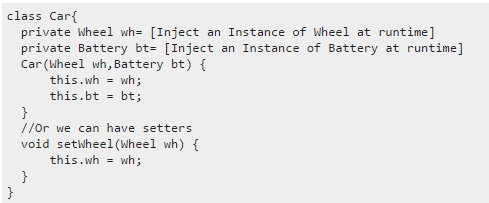 class Car{
  private Wheel wh= [Inject an Instance of Wheel at runtime]
  private Battery bt= [Inject an Instance of Battery at runtime]
  Car(Wheel wh,Battery bt) {
      this.wh = wh;
      this.bt = bt;
  }
  //Or we can have setters
  void setWheel(Wheel wh) {
      this.wh = wh;
  }
}